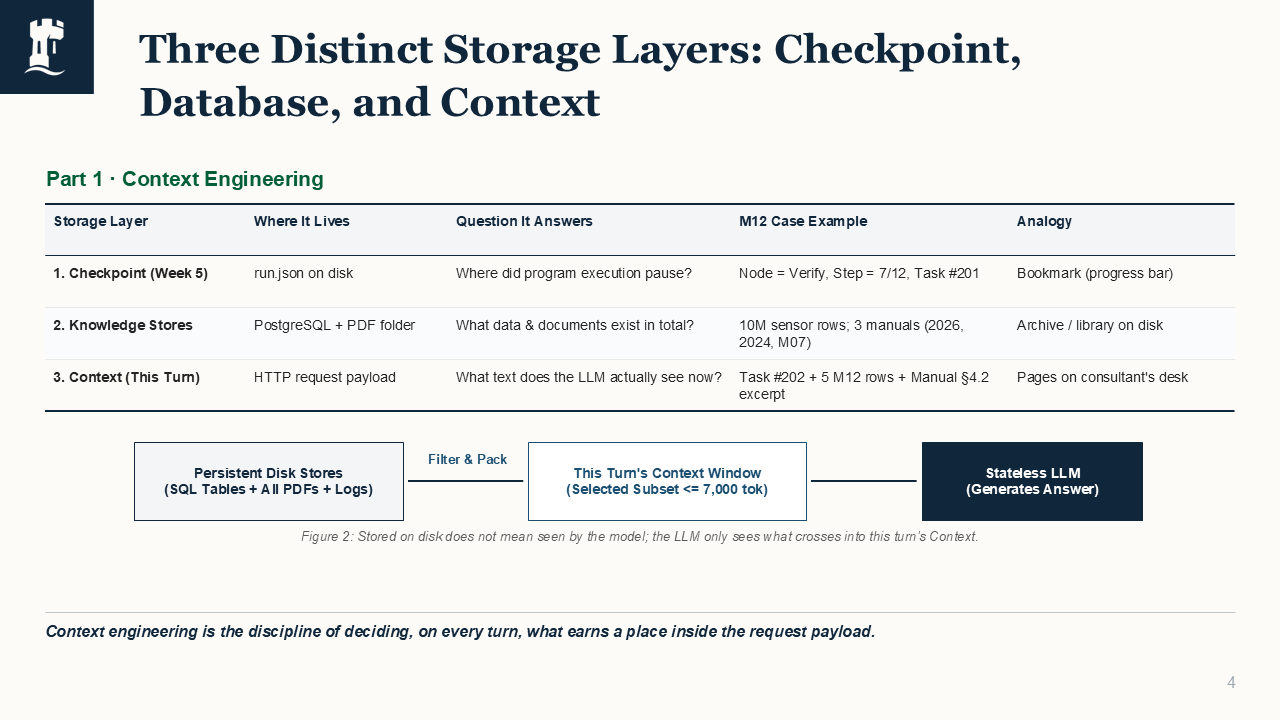 Three Distinct Storage Layers: Checkpoint,
Database, and Context
Part 1 · Context Engineering
Storage Layer
Where It Lives
Question It Answers
M12 Case Example
Analogy
1. Checkpoint (Week 5)
run.json on disk
Where did program execution pause?
Node = Verify, Step = 7/12, Task #201
Bookmark (progress bar)
2. Knowledge Stores
PostgreSQL + PDF folder
What data & documents exist in total?
10M sensor rows; 3 manuals (2026,
2024, M07)
Archive / library on disk
3. Context (This Turn)
HTTP request payload
What text does the LLM actually see now?
Task #202 + 5 M12 rows + Manual §4.2
excerpt
Pages on consultant's desk
Persistent Disk Stores
(SQL Tables + All PDFs + Logs)
Filter & Pack
This Turn's Context Window
(Selected Subset <= 7,000 tok)
Stateless LLM
(Generates Answer)
Figure 2: Stored on disk does not mean seen by the model; the LLM only sees what crosses into this turn's Context.
Context engineering is the discipline of deciding, on every turn, what earns a place inside the request payload.
4